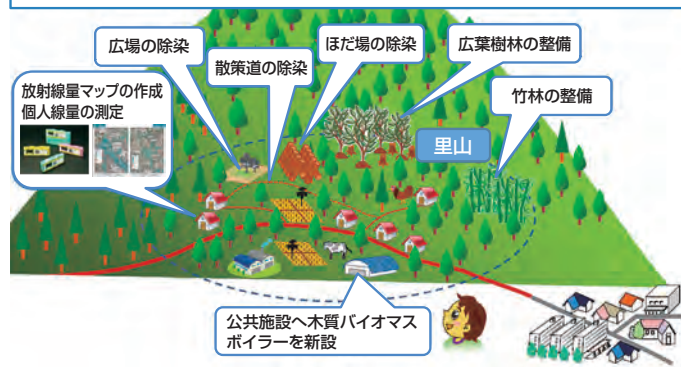 広場の除染
ほだ場の除染
広葉樹林の整備
散策道の除染
竹林の整備
放射線量マップの作成
個人線量の測定
里山
公共施設へ木質バイオマス
ボイラーを新設